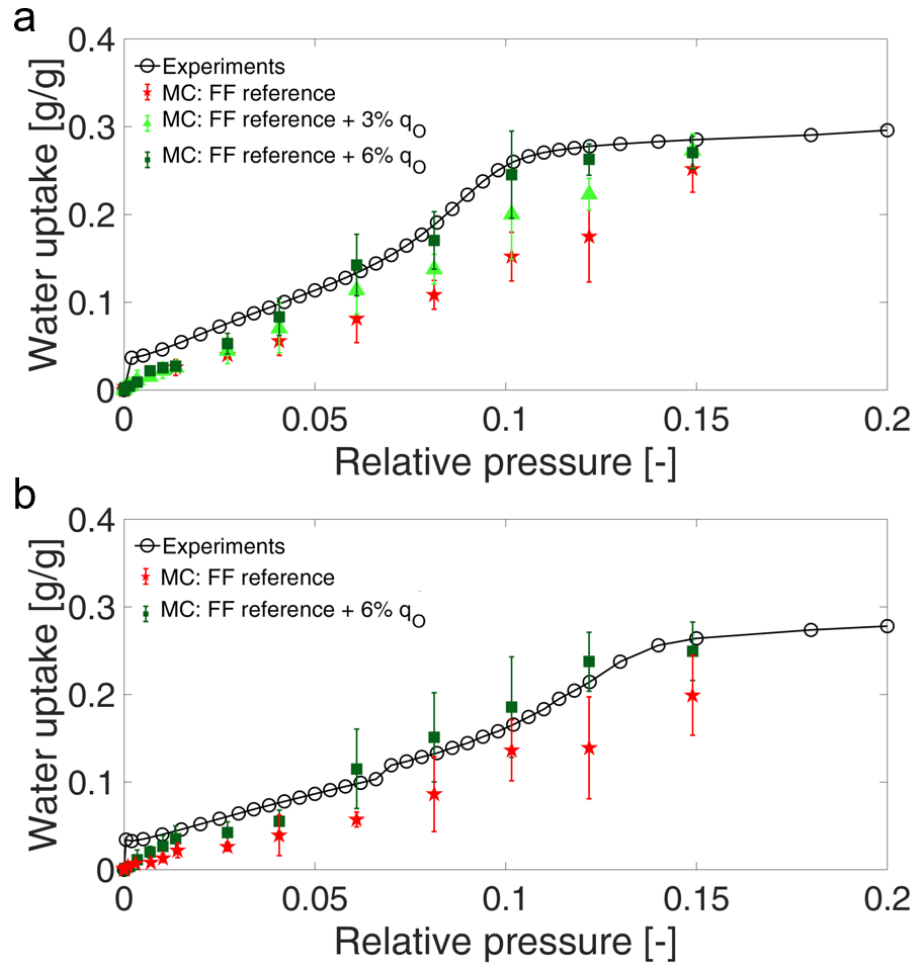 a
Water uptake [g/g]
0.4
0.3
0.2
0.1
0
Experiments
MC: FF reference
MC: FF reference + 3% qO
MC: FF reference + 6% qO
0 0.05 0.1 0.15 0.2
Relative pressure [-]
b
Water uptake [g/g]
0.4
0.3
0.2
0.1
0
Experiments
MC: FF reference
MC: FF reference + 6% qO
0 0.05 0.1 0.15 0.2
Relative pressure [-]